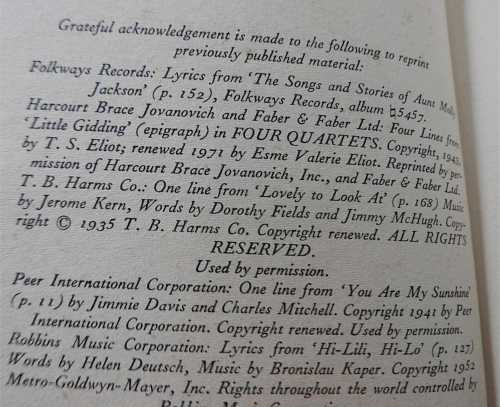 Grateful acknowledgement is made to the following to reprint
previously published material:
Folkways Records: Lyrics from 'The Songs and Stories of Aunt Molly
Jackson' (p. 152), Folkways Records, album 5457.
Harcourt Brace Jovanovich and Faber & Faber Ltd: Four Lines from
'Little Gidding' (epigraph) in FOUR QUARTETS. Copyright, 1943,
by T. S. Eliot; renewed 1971 by Esme Valerie Eliot. Reprinted by per-
mission of Harcourt Brace Jovanovich, Inc., and Faber & Faber Ltd.
T. B. Harms Co.: One line from 'Lovely to Look At' (p. 168) Music
by Jerome Kern, Words by Dorothy Fields and Jimmy McHugh. Copy-
right © 1935 T. B. Harms Co. Copyright renewed. ALL RIGHTS
RESERVED.
Used by permission.
Peer International Corporation: One line from 'You Are My Sunshine'
(p. 11) by Jimmie Davis and Charles Mitchell. Copyright 1941 by Peer
International Corporation. Copyright renewed. Used by permission.
Robbins Music Corporation: Lyrics from 'Hi-Lili, Hi-Lo' (p. 127)
Words by Helen Deutsch, Music by Bronislau Kaper. Copyright 1952
Metro-Goldwyn-Mayer, Inc. Rights throughout the world controlled by